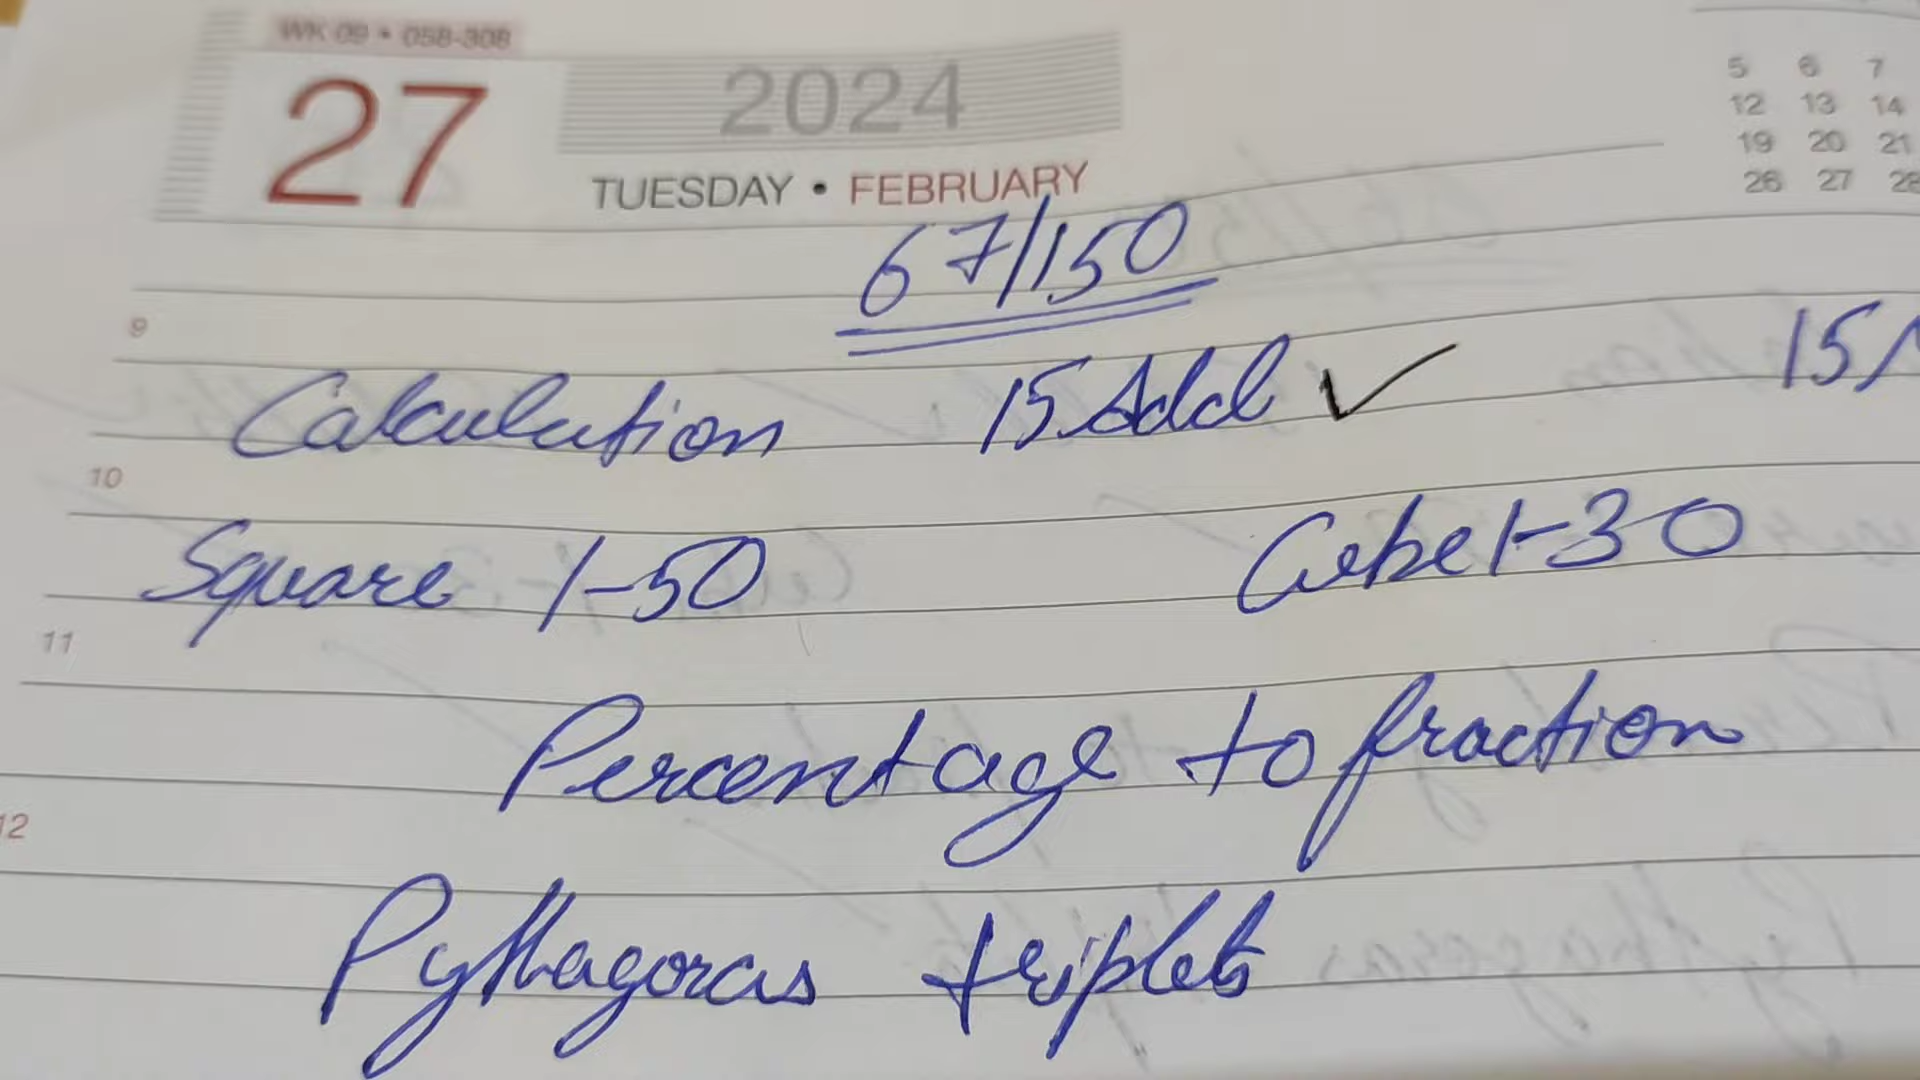 WK 09 • 058-308
27
2024
TUESDAY • FEBRUARY
5 6 7
12 13 14
19 20 21
26 27 28
67/150
9
Calculation 15 Add ✓ 15
10
Square 1-50 Cube 1-30
11
Percentage to fraction
12
Pythagoras triplets